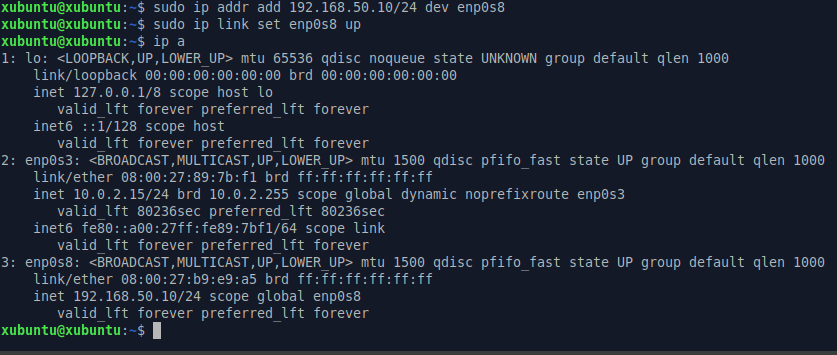 xubuntu@xubuntu:~$ sudo ip addr add 192.168.50.10/24 dev enp0s8
xubuntu@xubuntu:~$ sudo ip link set enp0s8 up
xubuntu@xubuntu:~$ ip a
1: lo: <LOOPBACK,UP,LOWER_UP> mtu 65536 qdisc noqueue state UNKNOWN group default qlen 1000
    link/loopback 00:00:00:00:00:00 brd 00:00:00:00:00:00
    inet 127.0.0.1/8 scope host lo
       valid_lft forever preferred_lft forever
    inet6 ::1/128 scope host
       valid_lft forever preferred_lft forever
2: enp0s3: <BROADCAST,MULTICAST,UP,LOWER_UP> mtu 1500 qdisc pfifo_fast state UP group default qlen 1000
    link/ether 08:00:27:89:7b:f1 brd ff:ff:ff:ff:ff:ff
    inet 10.0.2.15/24 brd 10.0.2.255 scope global dynamic noprefixroute enp0s3
       valid_lft 80236sec preferred_lft 80236sec
    inet6 fe80::a00:27ff:fe89:7bf1/64 scope link
       valid_lft forever preferred_lft forever
3: enp0s8: <BROADCAST,MULTICAST,UP,LOWER_UP> mtu 1500 qdisc pfifo_fast state UP group default qlen 1000
    link/ether 08:00:27:b9:e9:a5 brd ff:ff:ff:ff:ff:ff
    inet 192.168.50.10/24 scope global enp0s8
       valid_lft forever preferred_lft forever
xubuntu@xubuntu:~$